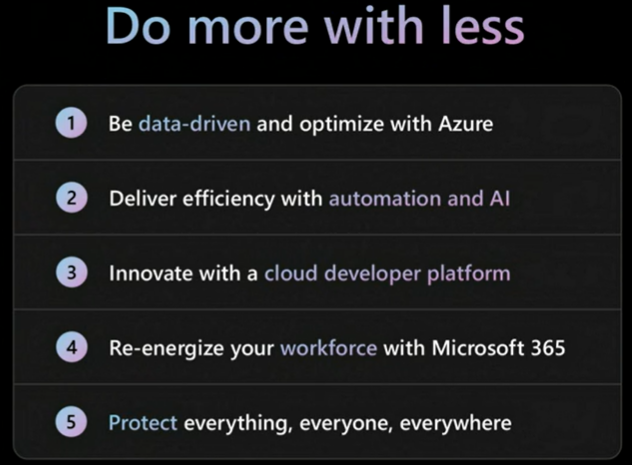 Do more with less
1 Be data-driven and optimize with Azure
2 Deliver efficiency with automation and AI
3 Innovate with a cloud developer platform
4 Re-energize your workforce with Microsoft 365
5 Protect everything, everyone, everywhere